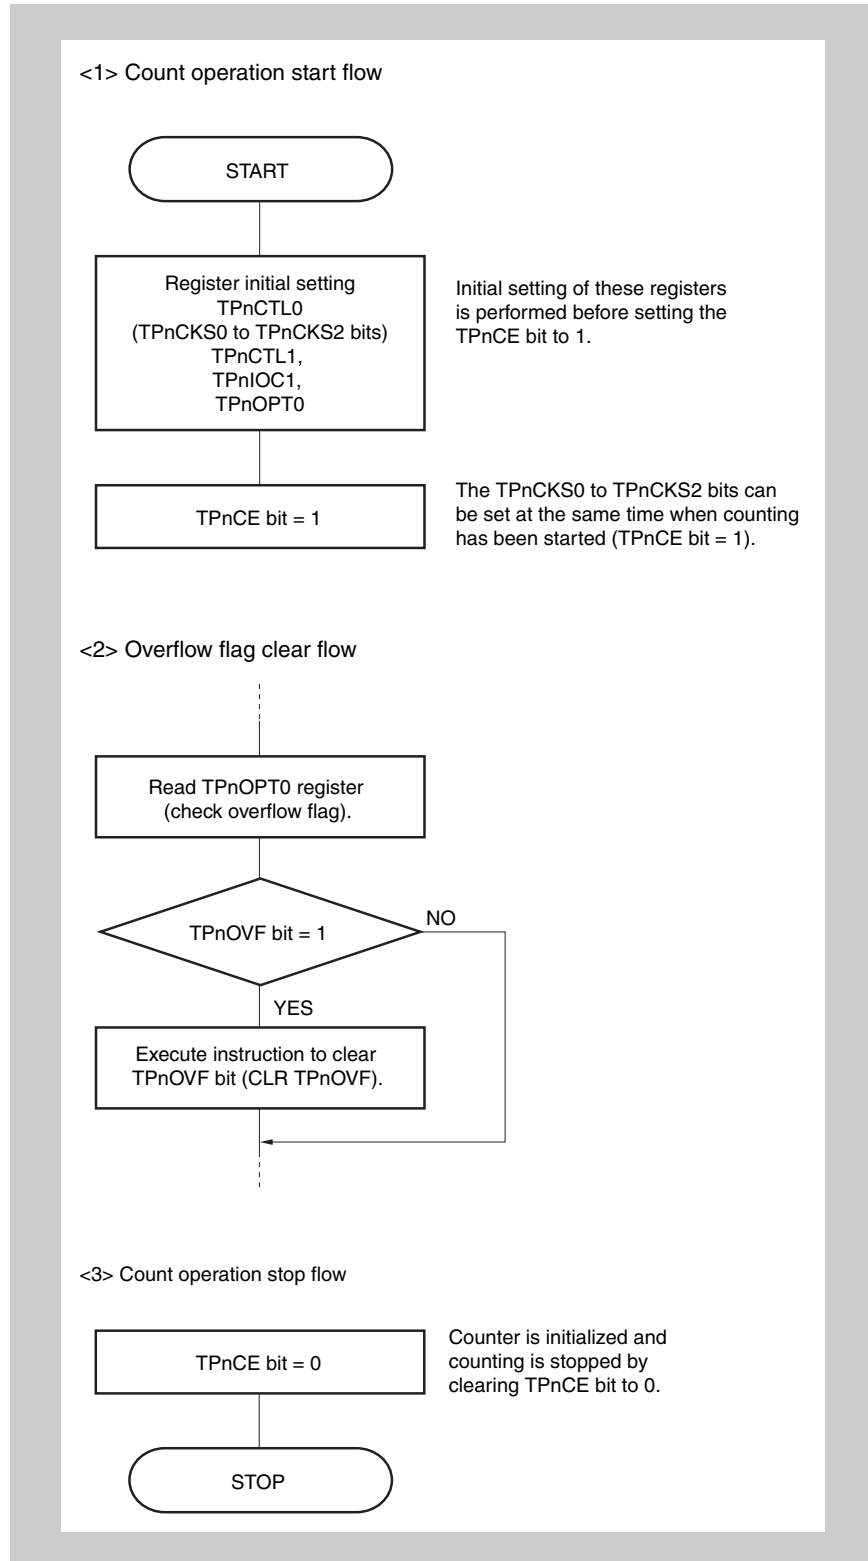 <1> Count operation start flow
START
Register initial setting
TPnCTL0
(TPnCKS0 to TPnCKS2 bits)
TPnCTL1,
TPnIOC1,
TPnOPT0
Initial setting of these registers
is performed before setting the
TPnCE bit to 1.
TPnCE bit = 1
The TPnCKS0 to TPnCKS2 bits can
be set at the same time when counting
has been started (TPnCE bit = 1).
<2> Overflow flag clear flow
Read TPnOPT0 register
(check overflow flag).
TPnOVF bit = 1
NO
YES
Execute instruction to clear
TPnOVF bit (CLR TPnOVF).
<3> Count operation stop flow
TPnCE bit = 0
Counter is initialized and
counting is stopped by
clearing TPnCE bit to 0.
STOP